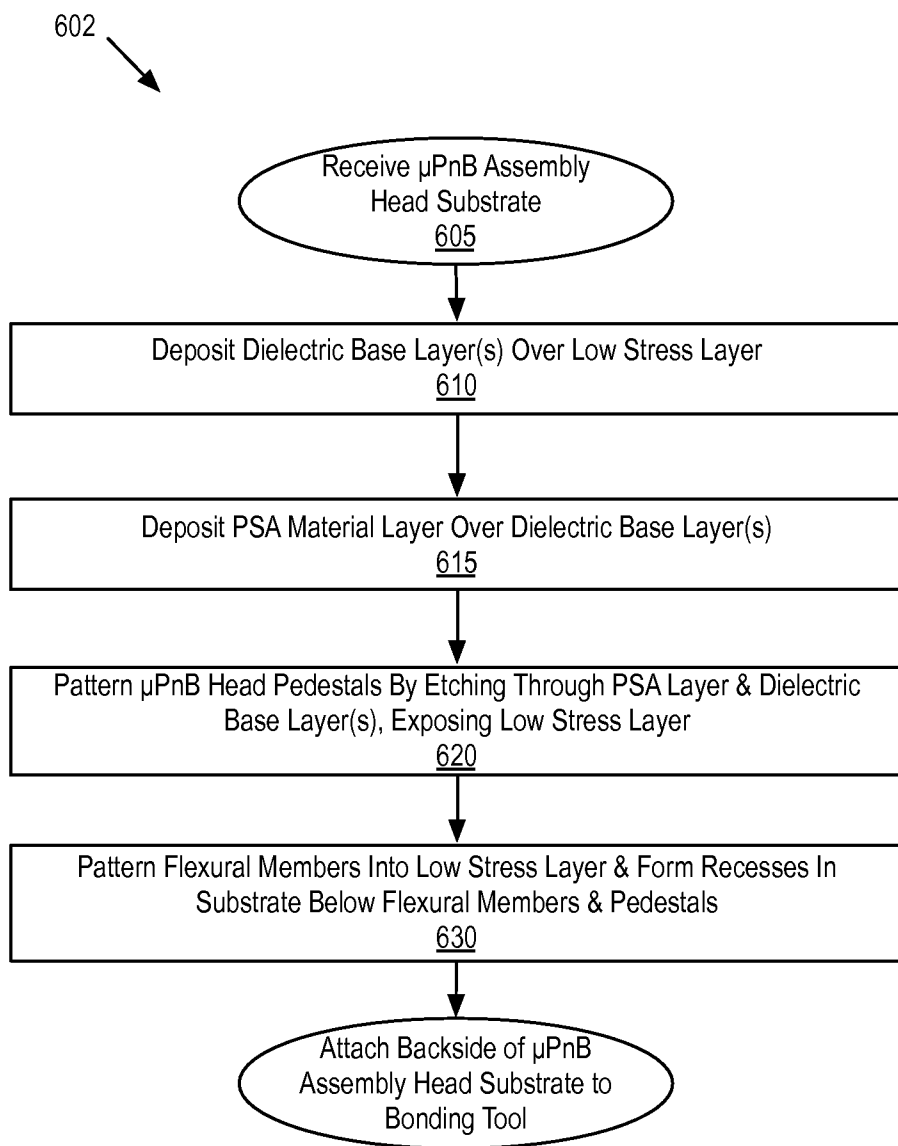 602
Receive µPnB Assembly
Head Substrate
605
Deposit Dielectric Base Layer(s) Over Low Stress Layer
610
Deposit PSA Material Layer Over Dielectric Base Layer(s)
615
Pattern µPnB Head Pedestals By Etching Through PSA Layer & Dielectric
Base Layer(s), Exposing Low Stress Layer
620
Pattern Flexural Members Into Low Stress Layer & Form Recesses In
Substrate Below Flexural Members & Pedestals
630
Attach Backside of µPnB
Assembly Head Substrate to
Bonding Tool